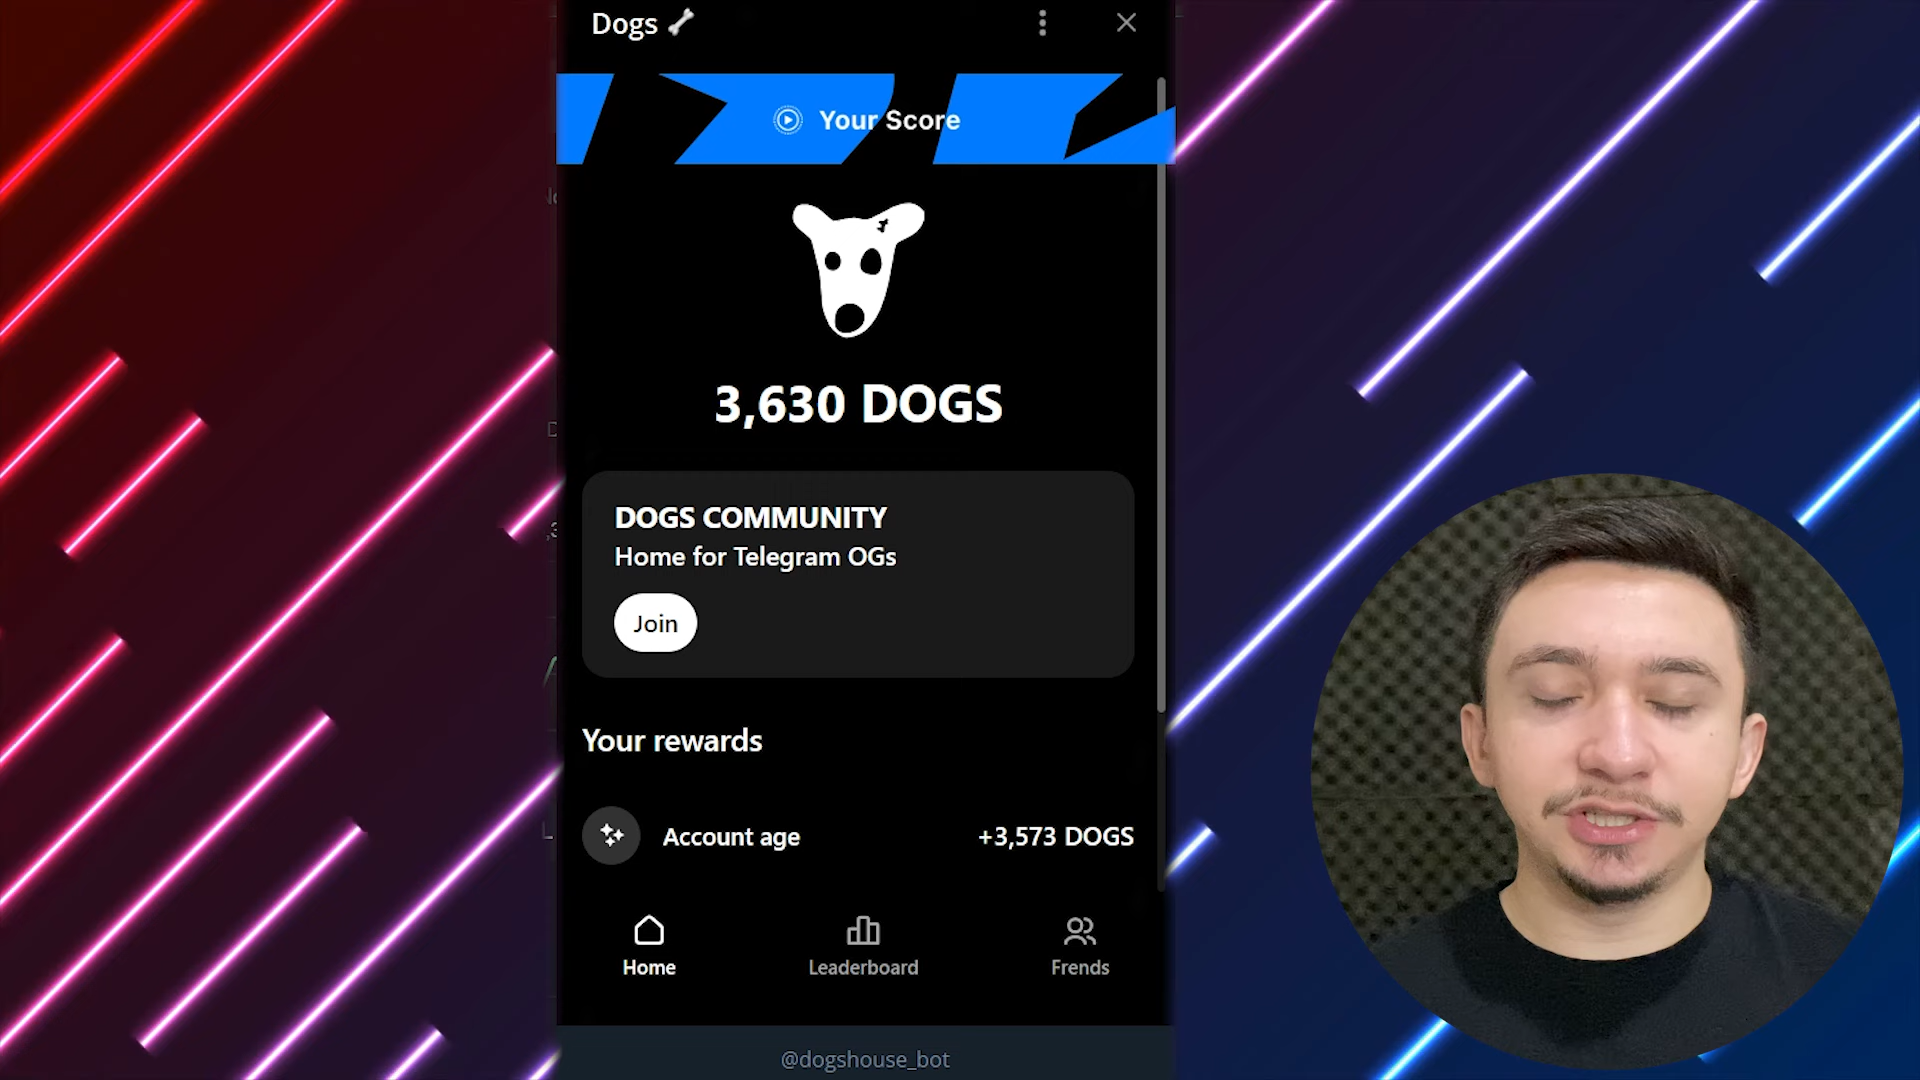 Dogs
Your Score
3,630 DOGS
DOGS COMMUNITY
Home for Telegram OGs
Join
Your rewards
Account age
+3,573 DOGS
Home
Leaderboard
Frends
@dogshouse_bot